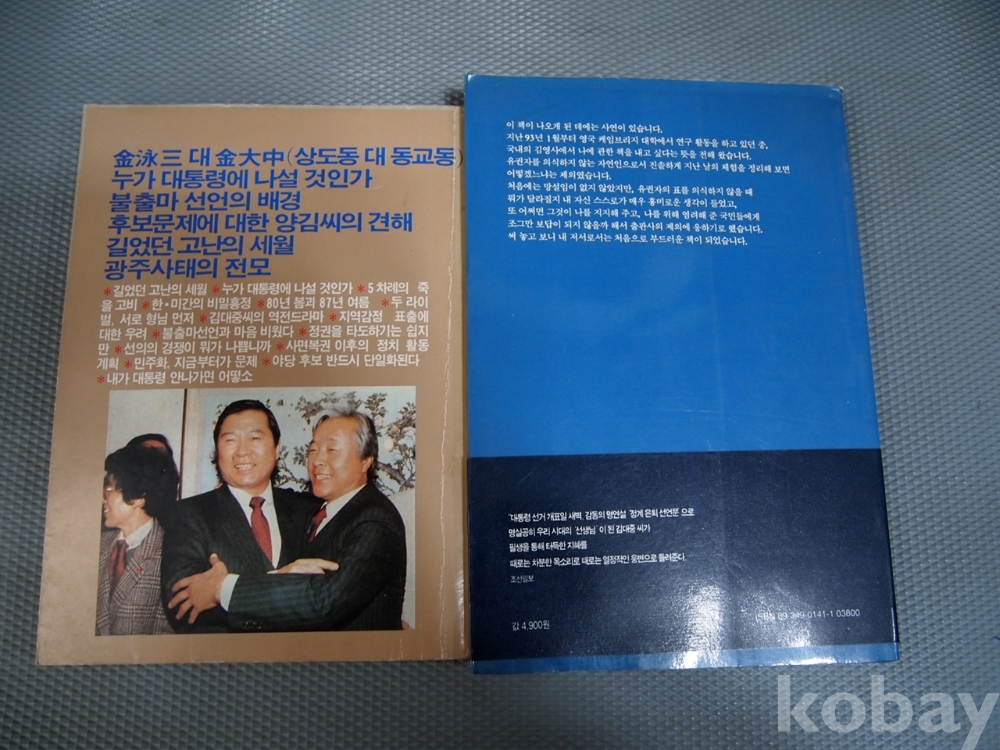 金泳三 대 金大中(상도동 대 동교동)
누가 대통령에 나설 것인가
불출마 선언의 배경
후보문제에 대한 양김씨의 견해
길었던 고난의 세월
광주사태의 전모
*길었던 고난의 세월 *누가 대통령에 나설 것인가 *5차례의 죽
을 고비 *한·미간의 비밀흥정 *80년 봄과 87년 여름 *두 라이
벌, 서로 형님 먼저 *김대중씨의 역전드라마 *지역감정 표출에
대한 우려 *불출마선언과 마음 비웠다 *정권을 타도하기는 쉽지
만 *선의의 경쟁이 뭐가 나쁩니까 *사면복권 이후의 정치 활동
계획 *민주화, 지금부터가 문제 *야당 후보 반드시 단일화된다
*내가 대통령 안나가면 어떻소
이 책이 나오게 된 데에는 사연이 있습니다.
지난 93년 1월부터 영국 케임브리지 대학에서 연구 활동을 하고 있던 중,
국내의 김영사에서 나에 관한 책을 내고 싶다는 뜻을 전해 왔습니다.
유권자를 의식하지 않는 자연인으로서 진솔하게 지난 날의 체험을 정리해 보면
어떻겠느냐는 제의였습니다.
처음에는 망설임이 없지 않았지만, 유권자의 표를 의식하지 않을 때
뭐가 달라질지 내 자신 스스로가 매우 흥미로운 생각이 들었고,
또 어쩌면 그것이 나를 지지해 주고, 나를 위해 염려해 준 국민들에게
조그만 보답이 되지 않을까 해서 출판사의 제의에 응하기로 했습니다.
써 놓고 보니 내 저서로서는 처음으로 부드러운 책이 되었습니다.
'대통령 선거 개표일 새벽, 감동의 명연설 '정계 은퇴 선언문' 으로
명실공히 우리 시대의 '선생님' 이 된 김대중 씨가
필생을 통해 터득한 지혜를
때로는 차분한 목소리로 때로는 열정적인 웅변으로 들려준다.
조선일보
값 4,900원
ISBN 89-349-0141-1 03800
kobay